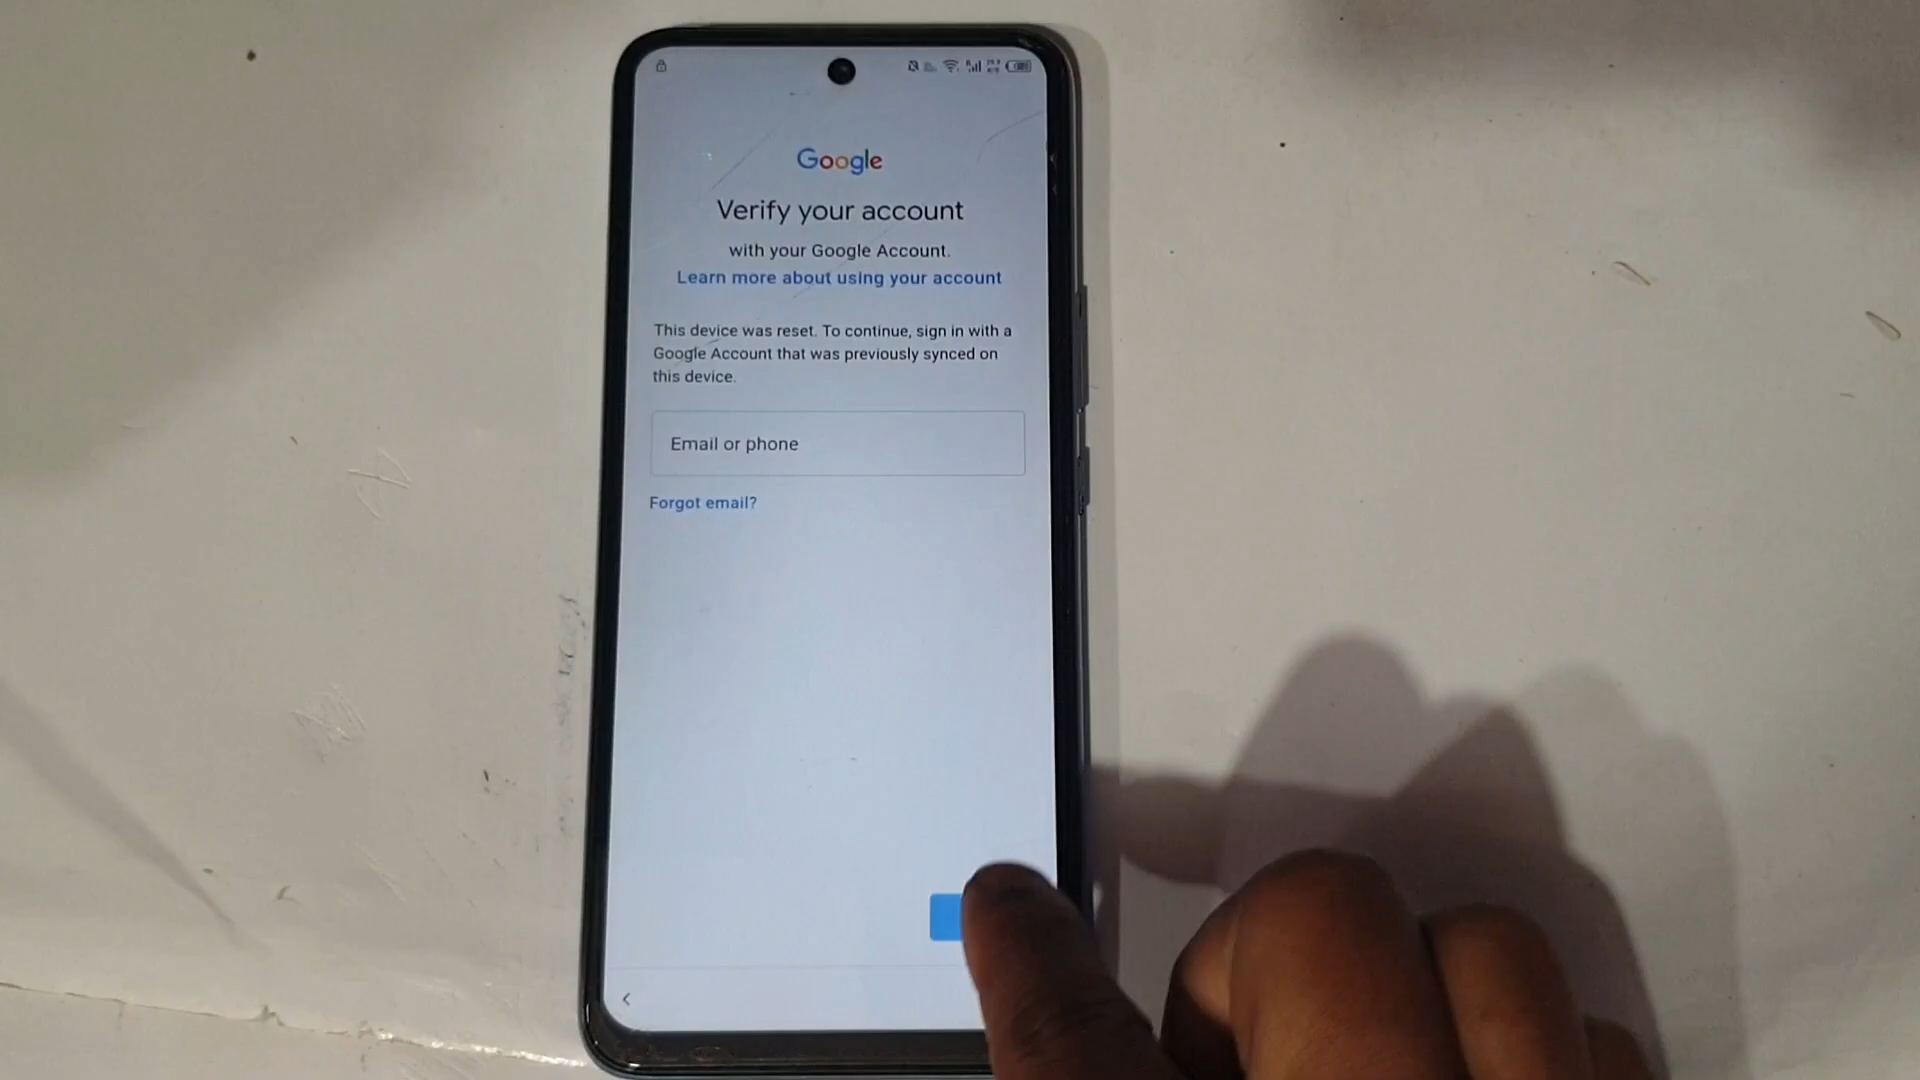 Google
Verify your account
with your Google Account.
Learn more about using your account
This device was reset. To continue, sign in with a
Google Account that was previously synced on
this device.
Email or phone
Forgot email?